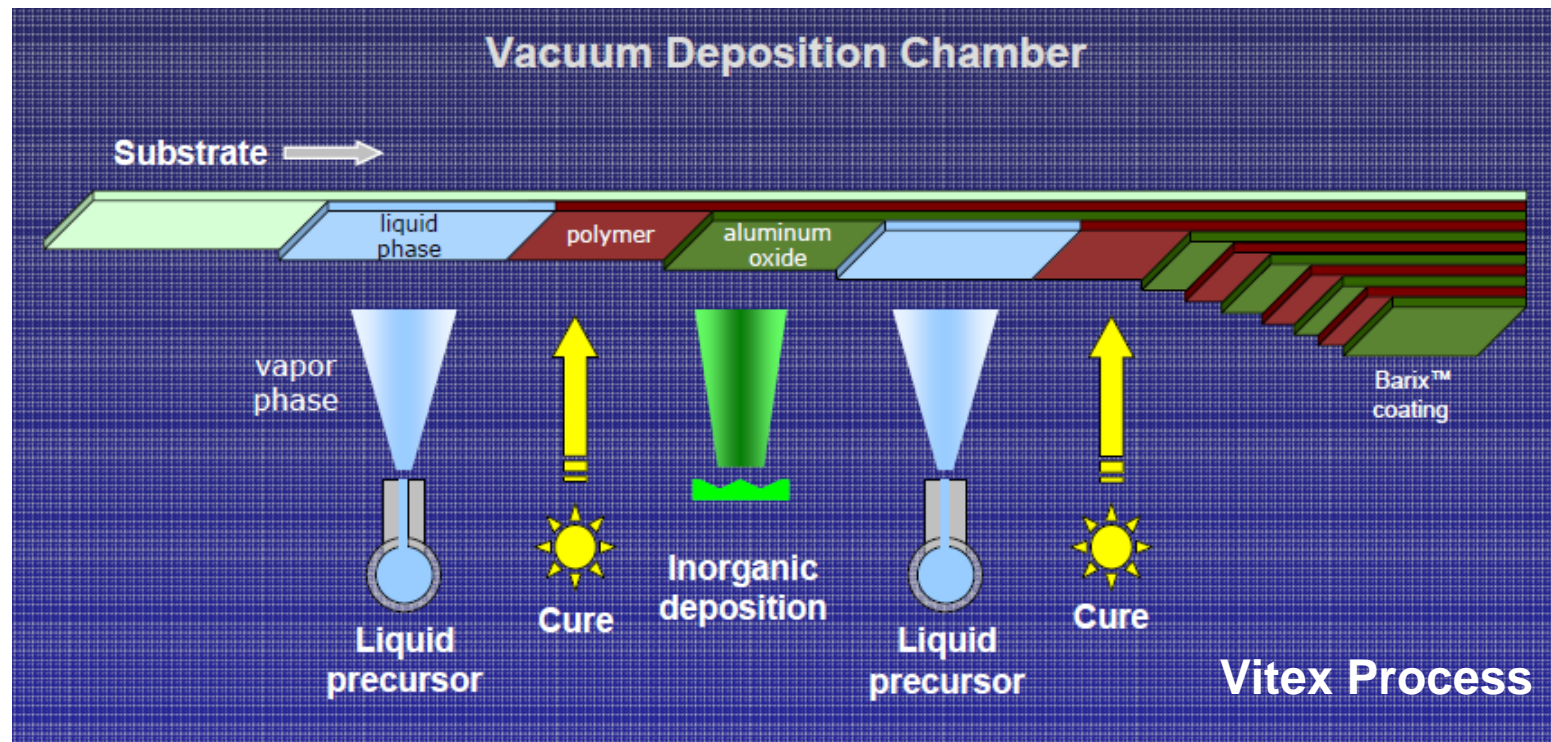 Vacuum Deposition Chamber
Substrate
liquid
phase
polymer
aluminum
oxide
vapor
phase
Barix™
coating
Liquid
precursor
Cure
Inorganic
deposition
Liquid
precursor
Cure
Vitex Process